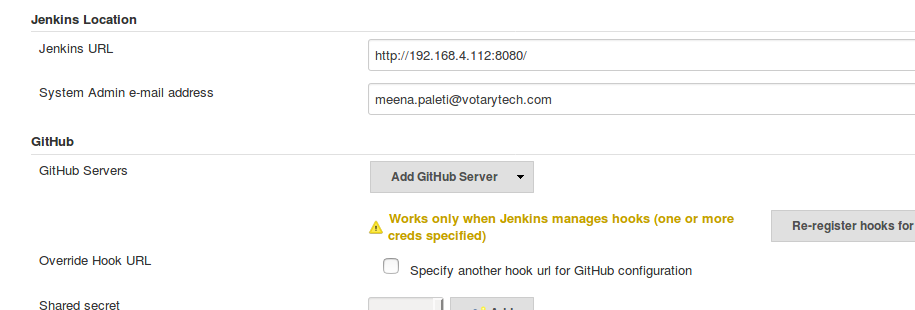 Jenkins Location
Jenkins URL
http://192.168.4.112:8080/
System Admin e-mail address
meena.paleti@votarytech.com
GitHub
GitHub Servers
Add GitHub Server
Works only when Jenkins manages hooks (one or more
creds specified)
Re-register hooks for
Override Hook URL
Specify another hook url for GitHub configuration
Shared secret